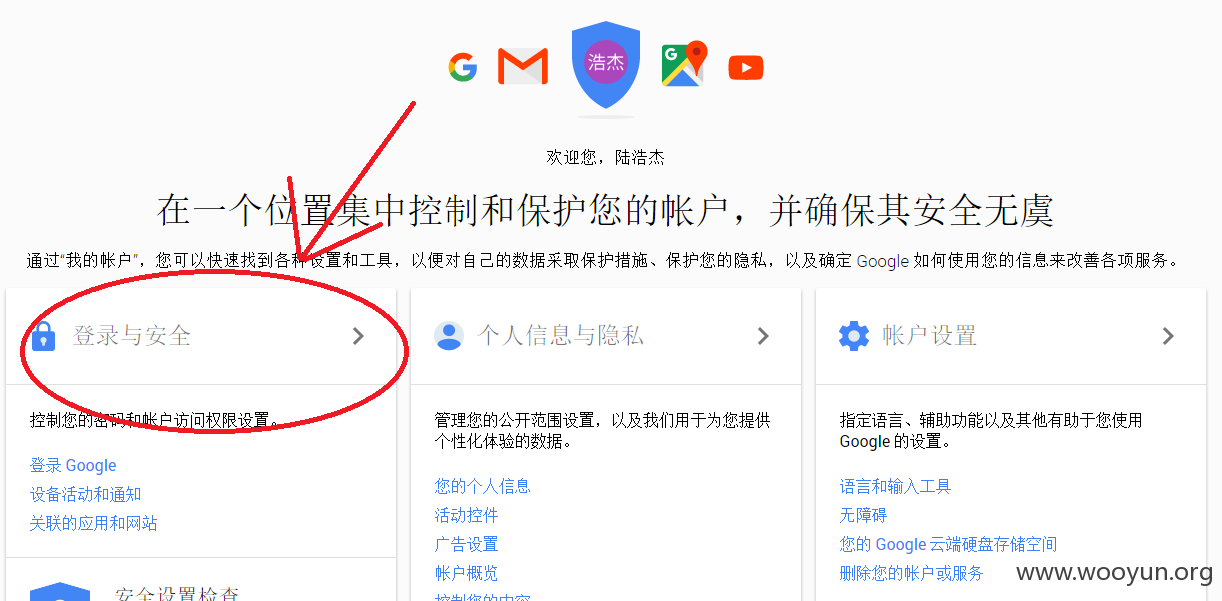 浩杰
欢迎您，陆浩杰
在一个位置集中控制和保护您的帐户，并确保其安全无虞
通过“我的帐户”，您可以快速找到各种设置和工具，以便对自己的数据采取保护措施、保护您的隐私，以及确定 Google 如何使用您的信息来改善各项服务。
登录与安全
控制您的密码和帐户访问权限设置。
登录 Google
设备活动和通知
关联的应用和网站
安全设置检查
个人信息与隐私
管理您的公开范围设置，以及我们用于为您提供
个性化体验的数据。
您的个人信息
活动控件
广告设置
帐户概览
控制您的内容
帐户设置
指定语言、辅助功能以及其他有助于您使用
Google 的设置。
语言和输入工具
无障碍
您的 Google 云端硬盘存储空间
删除您的帐户或服务
www.wooyun.org